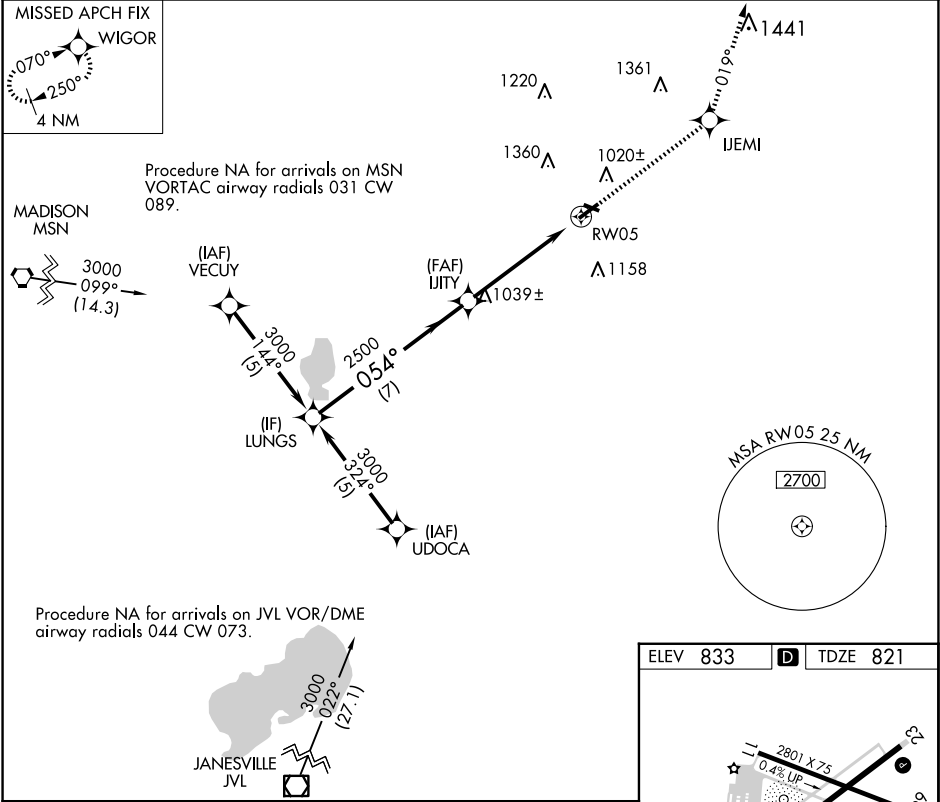 MISSED APCH FIX
WIGOR
070°
250°
4 NM
1441
019°
1361
1220
IJEMI
1360
1020±
Procedure NA for arrivals on MSN
VORTAC airway radials 031 CW
089.
MADISON
MSN
3000
099°
(14.3)
(IAF)
VECUY
RW05
(FAF)
IJITY
1158
1039±
3000
144°
(5)
2500
054°
(7)
(IF)
LUNGS
3000
324°
(5)
(IAF)
UDOCA
MSA RW05 25 NM
2700
Procedure NA for arrivals on JVL VOR/DME
airway radials 044 CW 073.
3000
022°
(27.1)
JANESVILLE
JVL
ELEV 833
D
TDZE 821
11
2801 X 75
0.4% UP
23
P